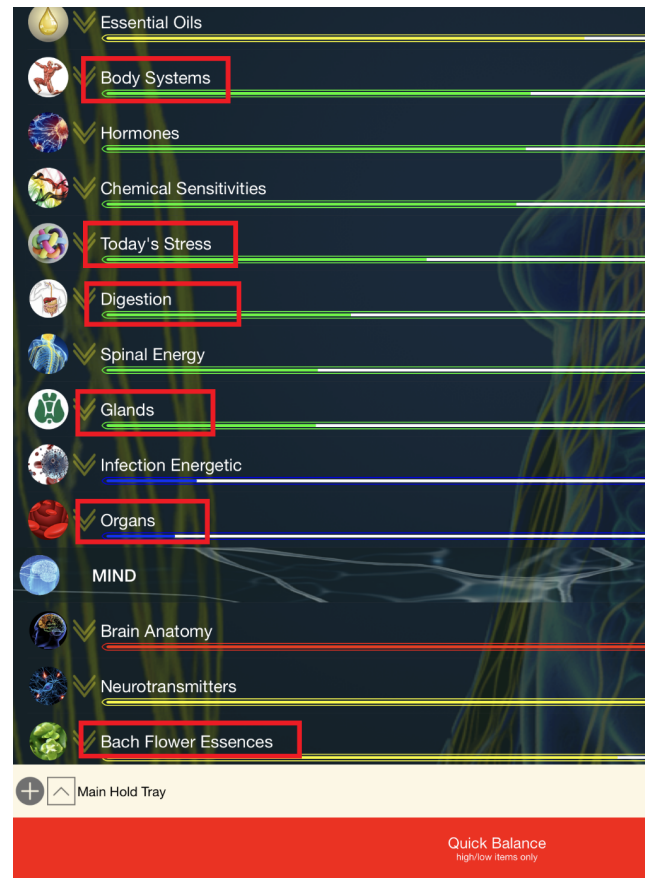 Essential Oils
Body Systems
Hormones
Chemical Sensitivities
Today's Stress
Digestion
Spinal Energy
Glands
Infection Energetic
Organs
MIND
Brain Anatomy
Neurotransmitters
Bach Flower Essences
Main Hold Tray
Quick Balance
high/low items only